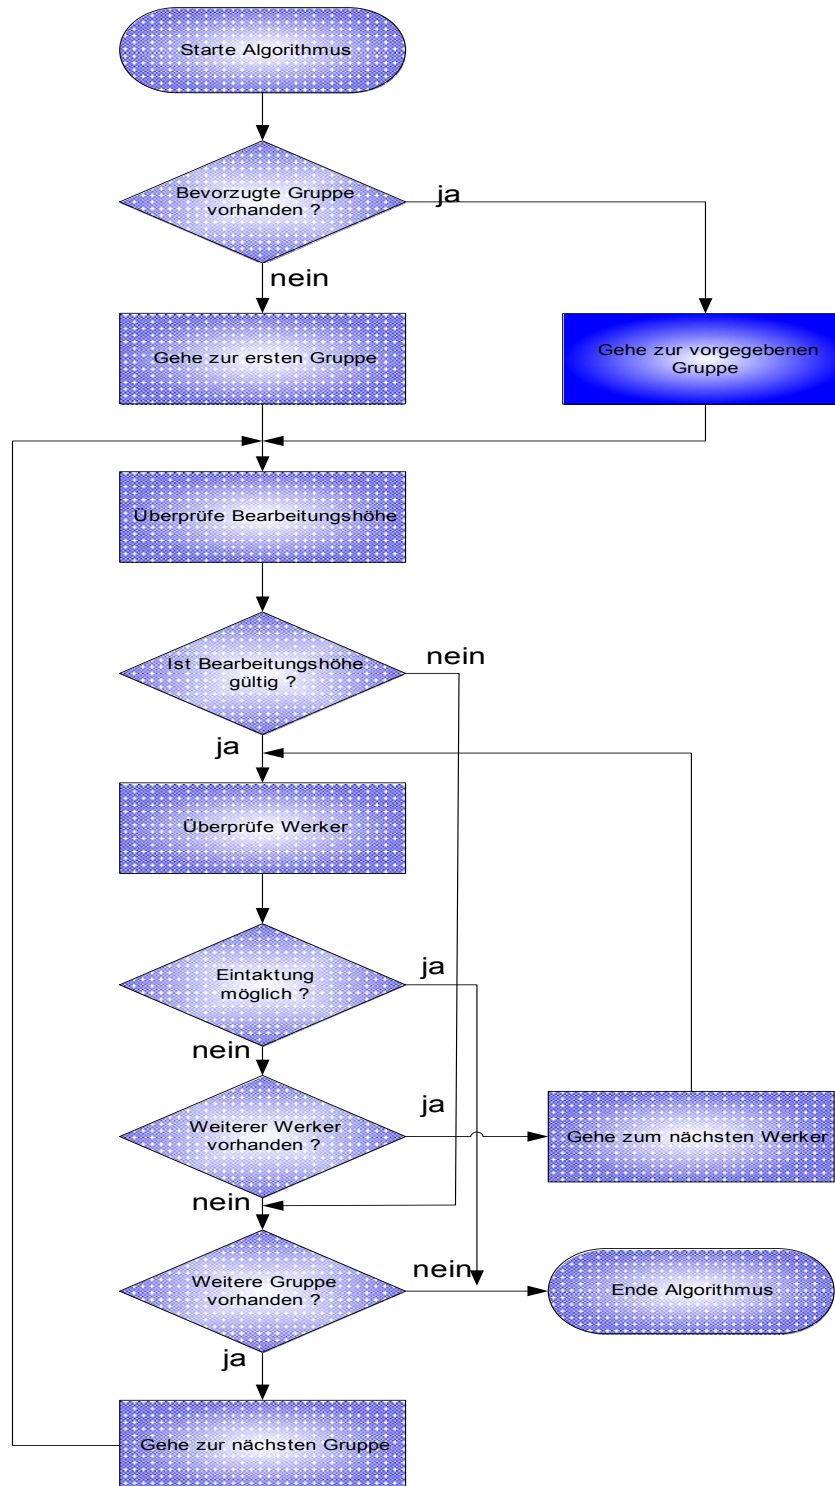 Starte Algorithmus
Bevorzugte Gruppe
vorhanden ?
ja
nein
Gehe zur ersten Gruppe
Gehe zur vorgegebenen
Gruppe
Überprüfe Bearbeitungshöhe
Ist Bearbeitungshöhe
gültig ?
nein
ja
Überprüfe Werker
Eintaktung
möglich ?
ja
nein
Weiterer Werker
vorhanden ?
ja
Gehe zum nächsten Werker
nein
Weitere Gruppe
vorhanden ?
nein
Ende Algorithmus
ja
Gehe zur nächsten Gruppe